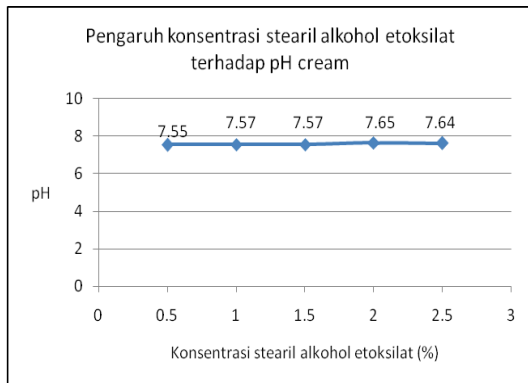 Pengaruh konsentrasi stearil alkohol etoksilat
terhadap pH cream
10
8
6
4
2
0
pH
7.55 7.57 7.57 7.65 7.64
0 0.5 1 1.5 2 2.5 3
Konsentrasi stearil alkohol etoksilat (%)